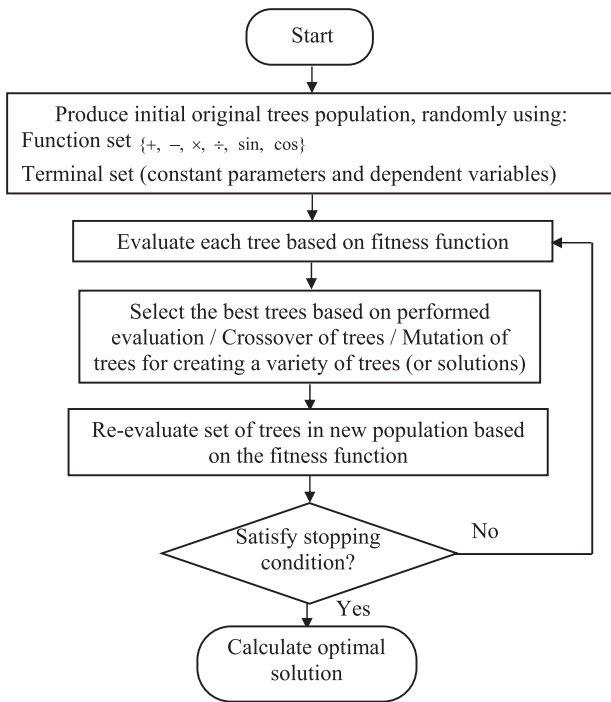 Start
Produce initial original trees population, randomly using:
Function set {+, −, ×, ÷, sin, cos}
Terminal set (constant parameters and dependent variables)
Evaluate each tree based on fitness function
Select the best trees based on performed
evaluation / Crossover of trees / Mutation of
trees for creating a variety of trees (or solutions)
Re-evaluate set of trees in new population based
on the fitness function
Satisfy stopping
condition?
No
Yes
Calculate optimal
solution